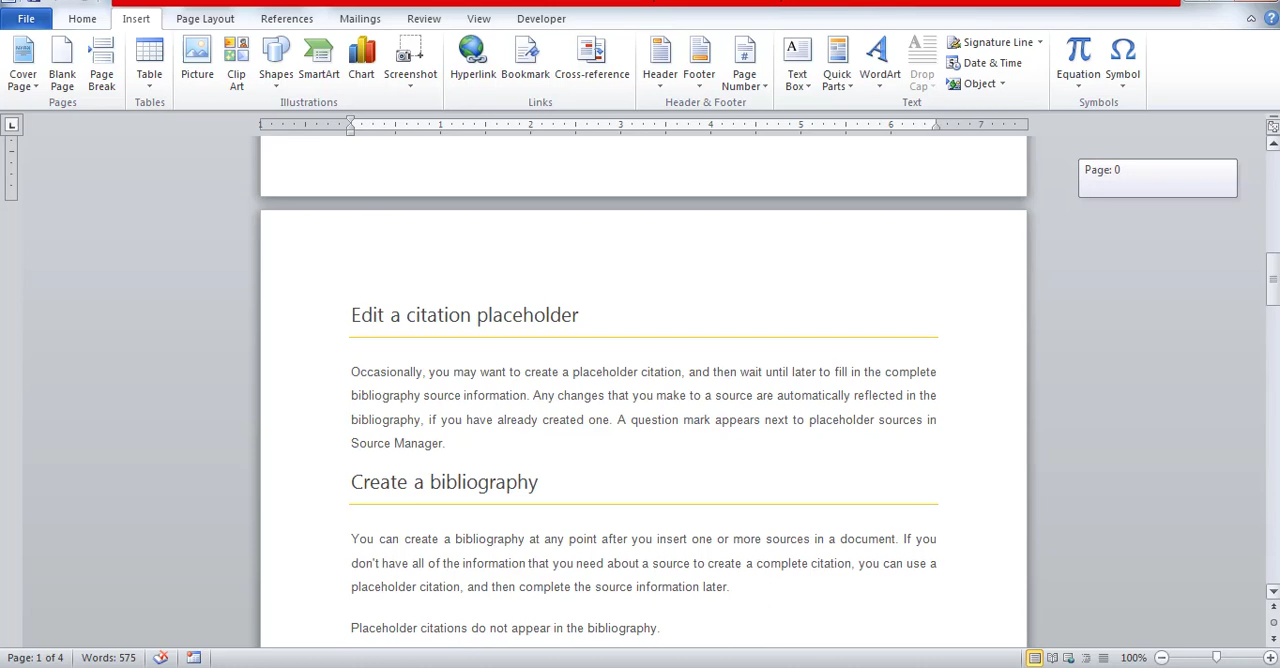 File Insert Page Layout References Mailings Review View Developer
Home
Cover Page Blank Page Page Break Table Picture Clip Art Shapes SmartArt Chart Screenshot Hyperlink Bookmark Cross-reference Header Footer Page Number Text Box Quick Parts WordArt Drop Cap Signature Line
Date & Time
Object
Equation Symbol
Pages Tables Illustrations Links Header & Footer Text Symbols
1 1 2 3 4 5 6 7
Page: 0
Edit a citation placeholder
Occasionally, you may want to create a placeholder citation, and then wait until later to fill in the complete
bibliography source information. Any changes that you make to a source are automatically reflected in the
bibliography, if you have already created one. A question mark appears next to placeholder sources in
Source Manager.
Create a bibliography
You can create a bibliography at any point after you insert one or more sources in a document. If you
don't have all of the information that you need about a source to create a complete citation, you can use a
placeholder citation, and then complete the source information later.
Placeholder citations do not appear in the bibliography.
Page: 1 of 4 Words: 575 100%